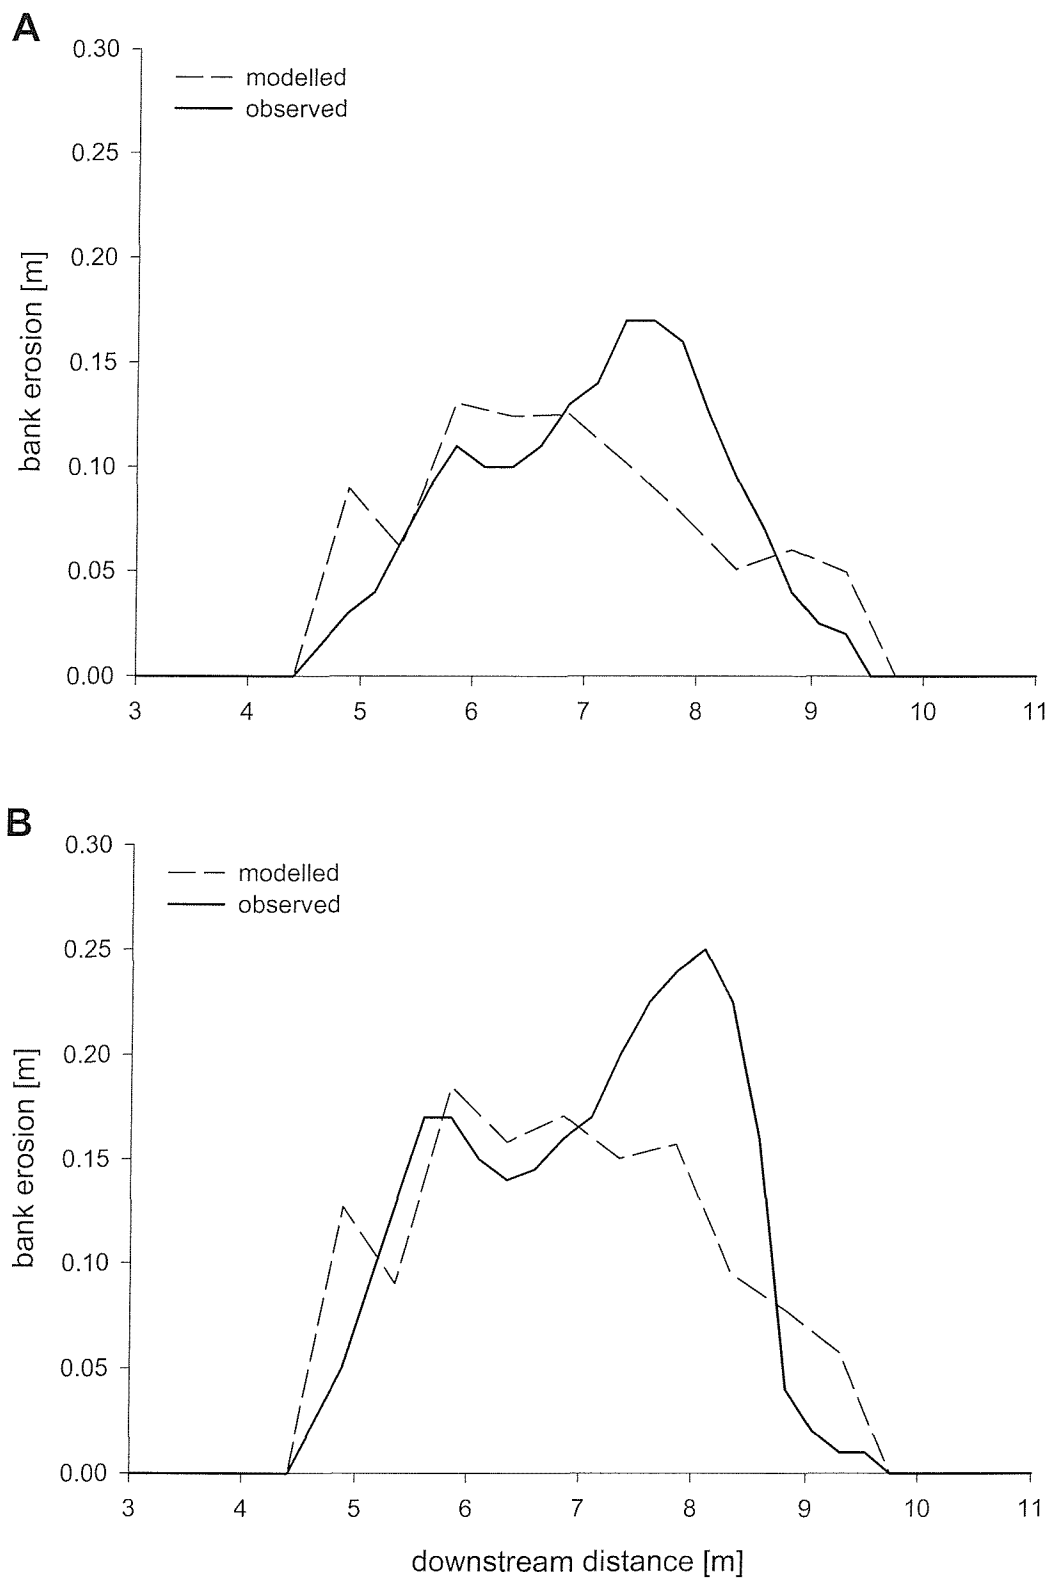 A
0.30
modelled
observed
0.25
0.20
bank erosion [m]
0.15
0.10
0.05
0.00
3 4 5 6 7 8 9 10 11
B
0.30
modelled
observed
0.25
0.20
bank erosion [m]
0.15
0.10
0.05
0.00
3 4 5 6 7 8 9 10 11
downstream distance [m]